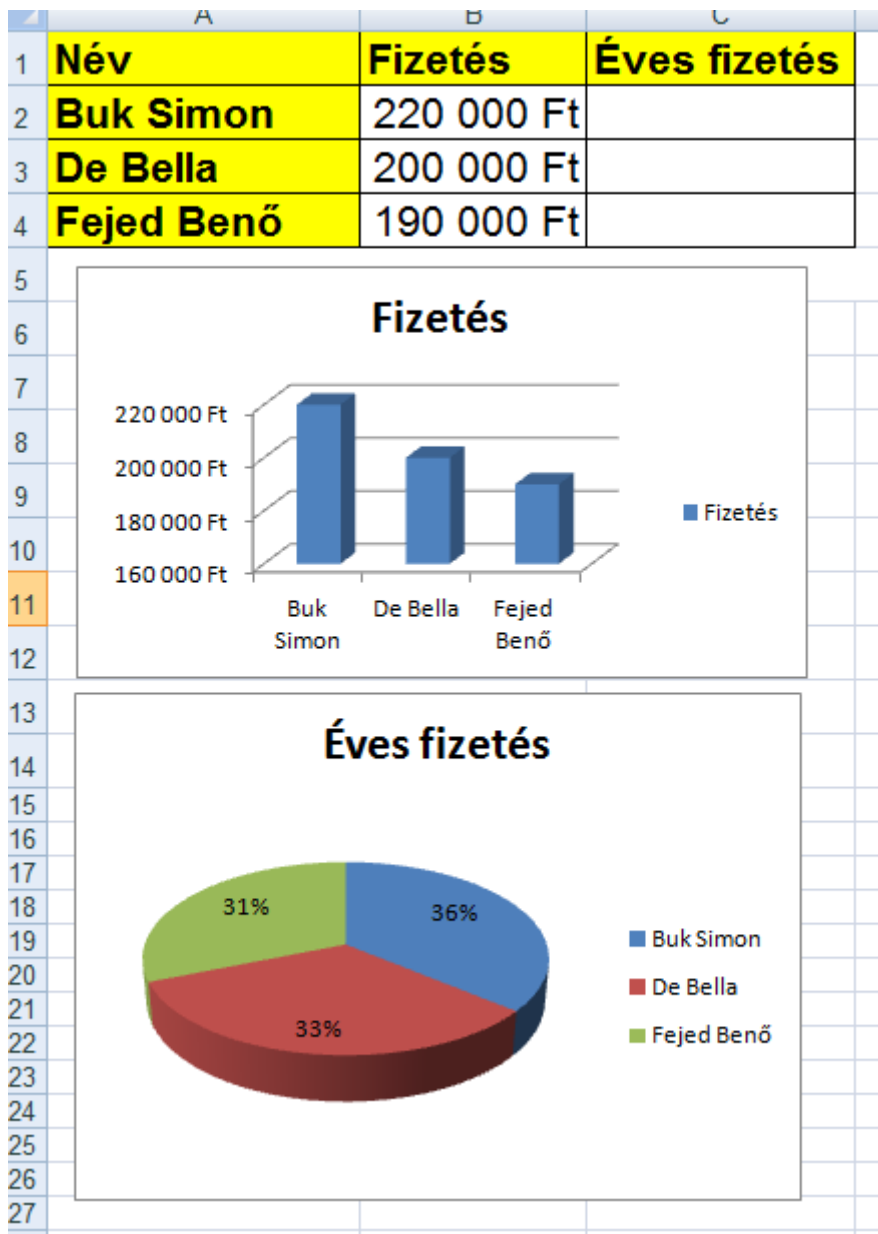 A B C
1 Név Fizetés Éves fizetés
2 Buk Simon 220 000 Ft
3 De Bella 200 000 Ft
4 Fejed Benő 190 000 Ft
5
6
7
8
9
10
11
12
13
14
15
16
17
18
19
20
21
22
23
24
25
26
27
Fizetés
220 000 Ft
200 000 Ft
180 000 Ft
160 000 Ft
Buk Simon
De Bella
Fejed Benő
Fizetés
Éves fizetés
31%
36%
33%
Buk Simon
De Bella
Fejed Benő